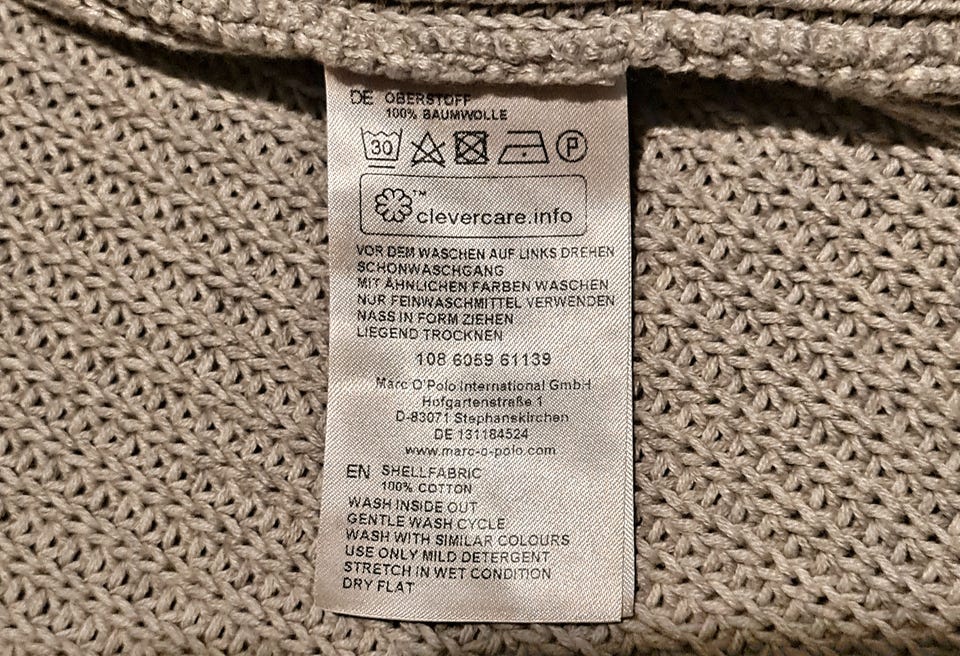 DE OBERSTOFF
100% BAUMWOLLE
30 P
™
clevercare.info
VOR DEM WASCHEN AUF LINKS DREHEN
SCHONWASCHGANG
MIT ÄHNLICHEN FARBEN WASCHEN
NUR FEINWASCHMITTEL VERWENDEN
NASS IN FORM ZIEHEN
LIEGEND TROCKNEN
108 6059 61139
Marc O'Polo International GmbH
Hofgartenstraße 1
D-83071 Stephanskirchen
DE 131184524
www.marc-o-polo.com
EN SHELLFABRIC
100% COTTON
WASH INSIDE OUT
GENTLE WASH CYCLE
WASH WITH SIMILAR COLOURS
USE ONLY MILD DETERGENT
STRETCH IN WET CONDITION
DRY FLAT